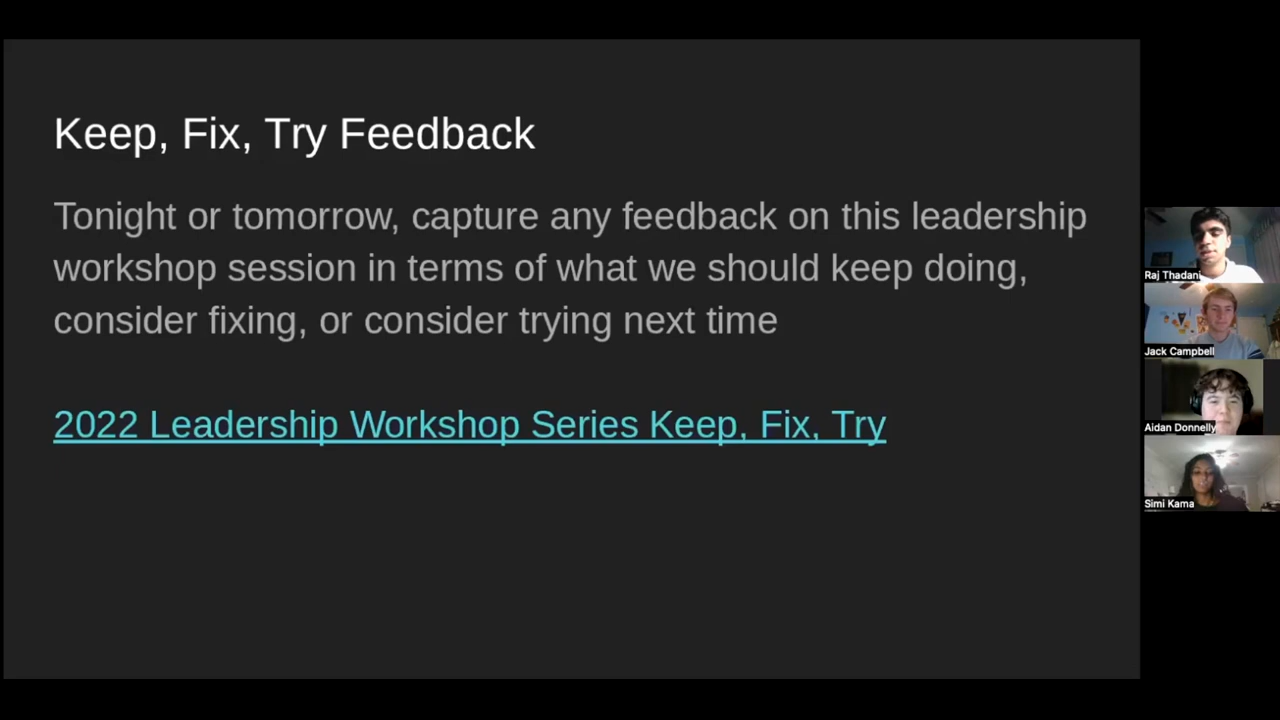 Keep, Fix, Try Feedback
Tonight or tomorrow, capture any feedback on this leadership
workshop session in terms of what we should keep doing,
consider fixing, or consider trying next time
2022 Leadership Workshop Series Keep, Fix, Try
Raj Thadani
Jack Campbell
Aidan Donnelly
Simi Kama